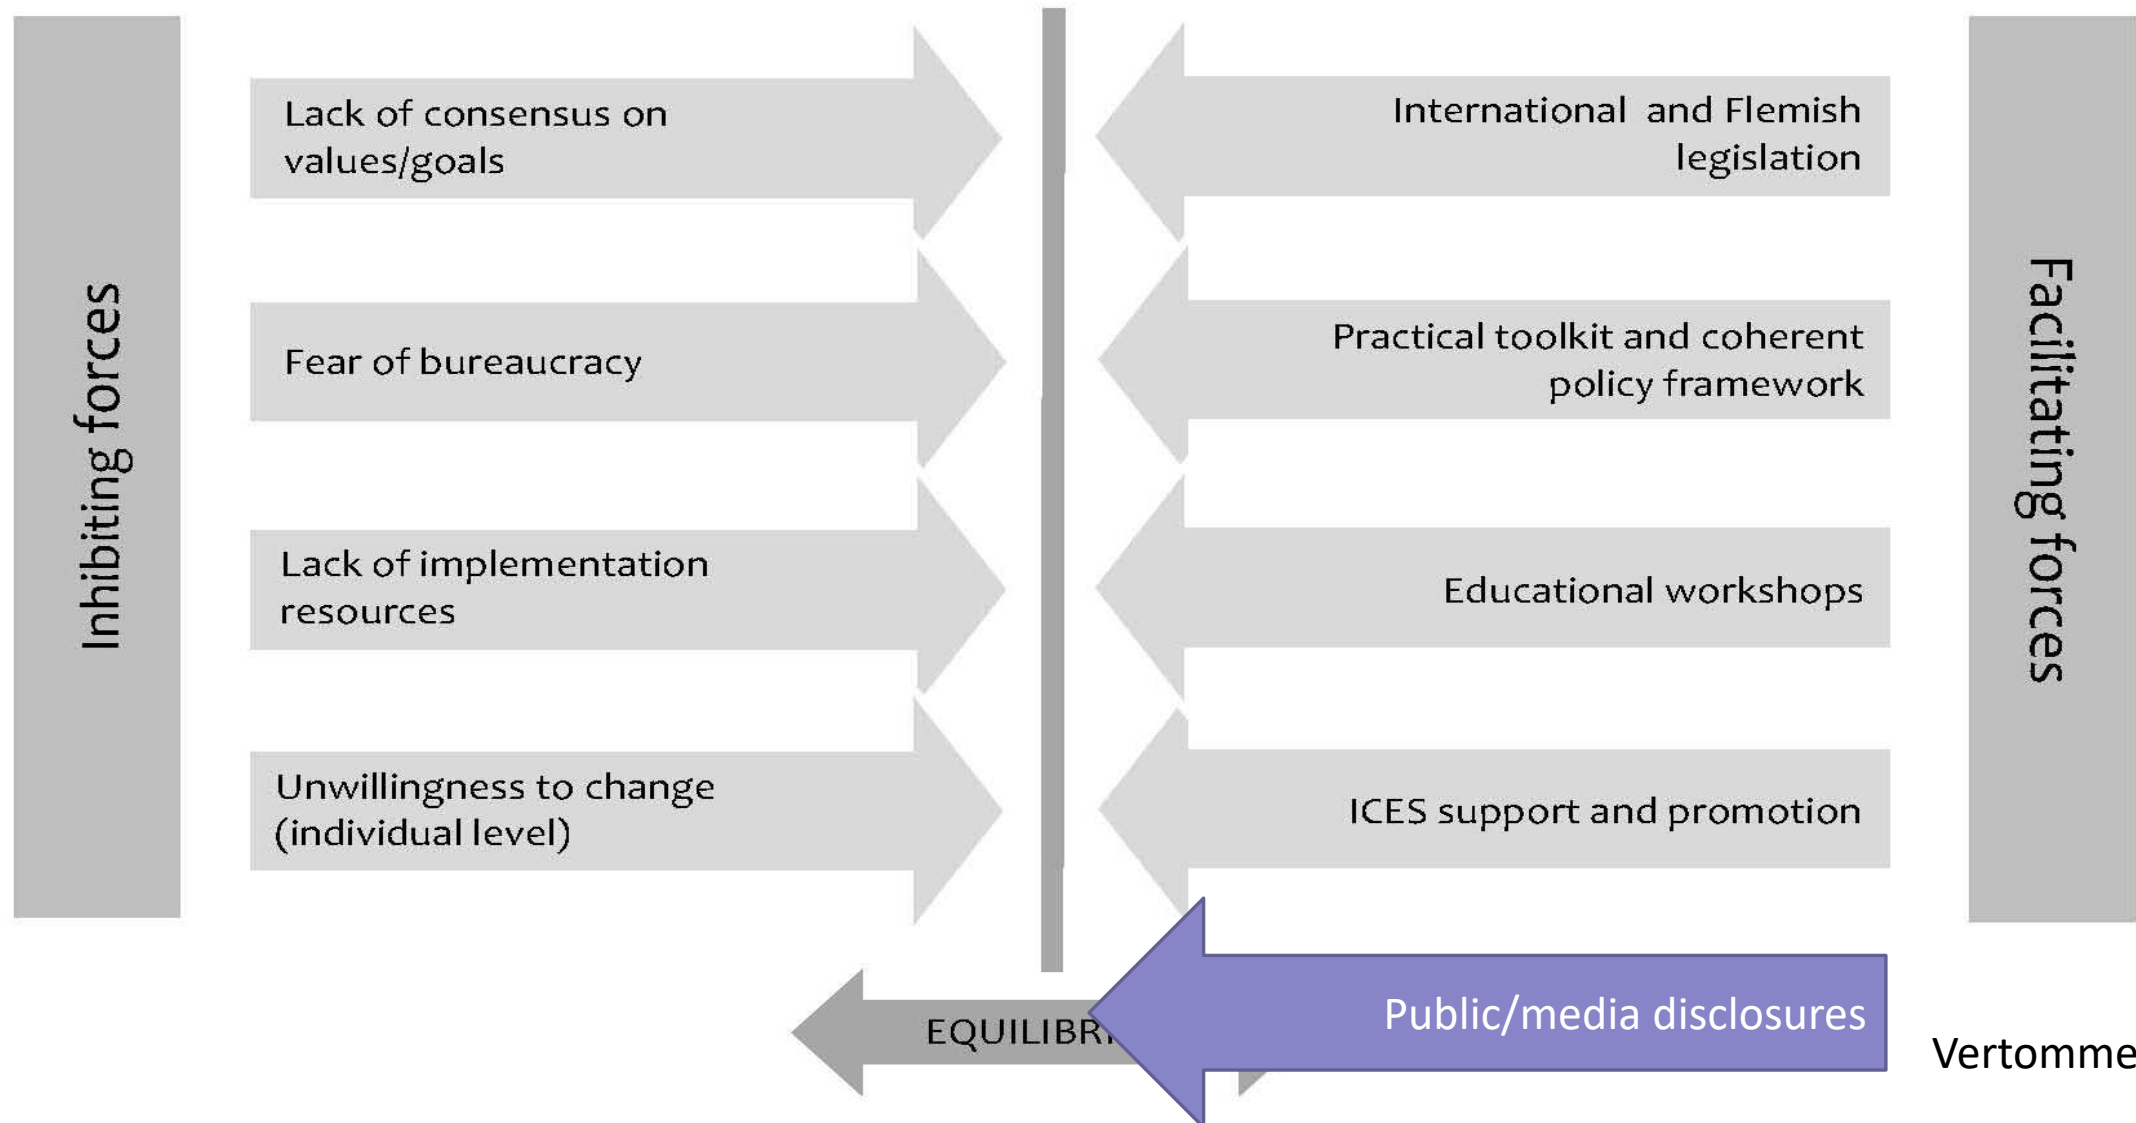 Inhibiting forces
Lack of consensus on
values/goals
Fear of bureaucracy
Lack of implementation
resources
Unwillingness to change
(individual level)
International and Flemish
legislation
Practical toolkit and coherent
policy framework
Educational workshops
ICES support and promotion
Public/media disclosures
Facilitating forces
EQUILIBR
Vertomme